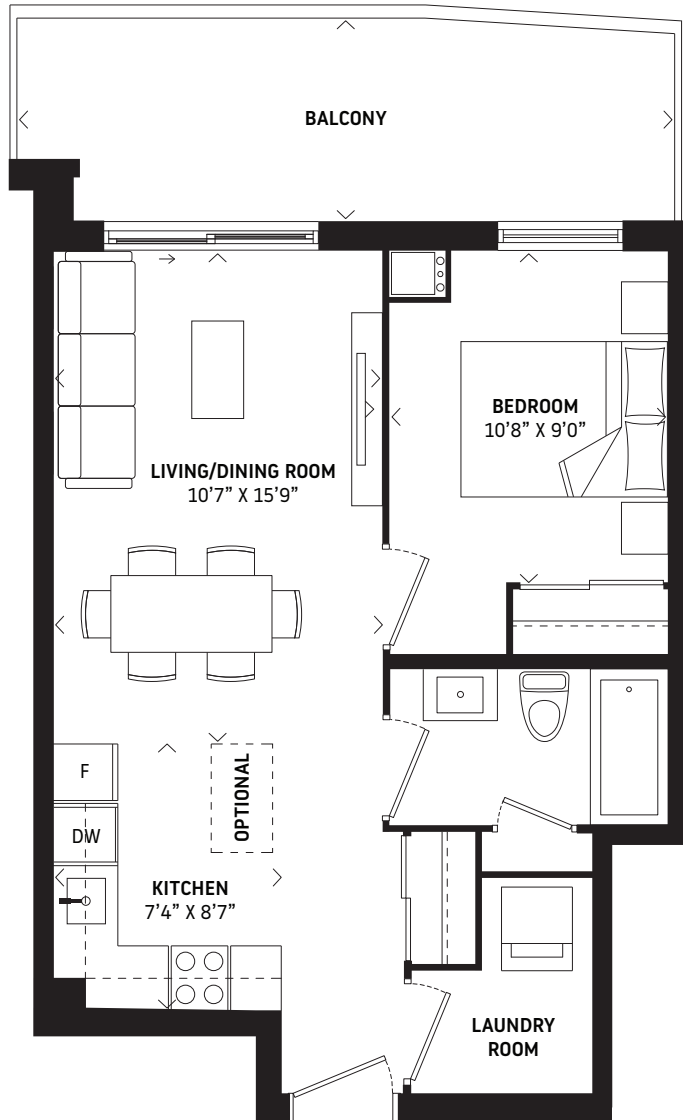 BALCONY
BEDROOM
10’8” X 9’0”
LIVING/DINING ROOM
10’7” X 15’9”
F
OPTIONAL
DW
KITCHEN
7’4” X 8’7”
LAUNDRY
ROOM